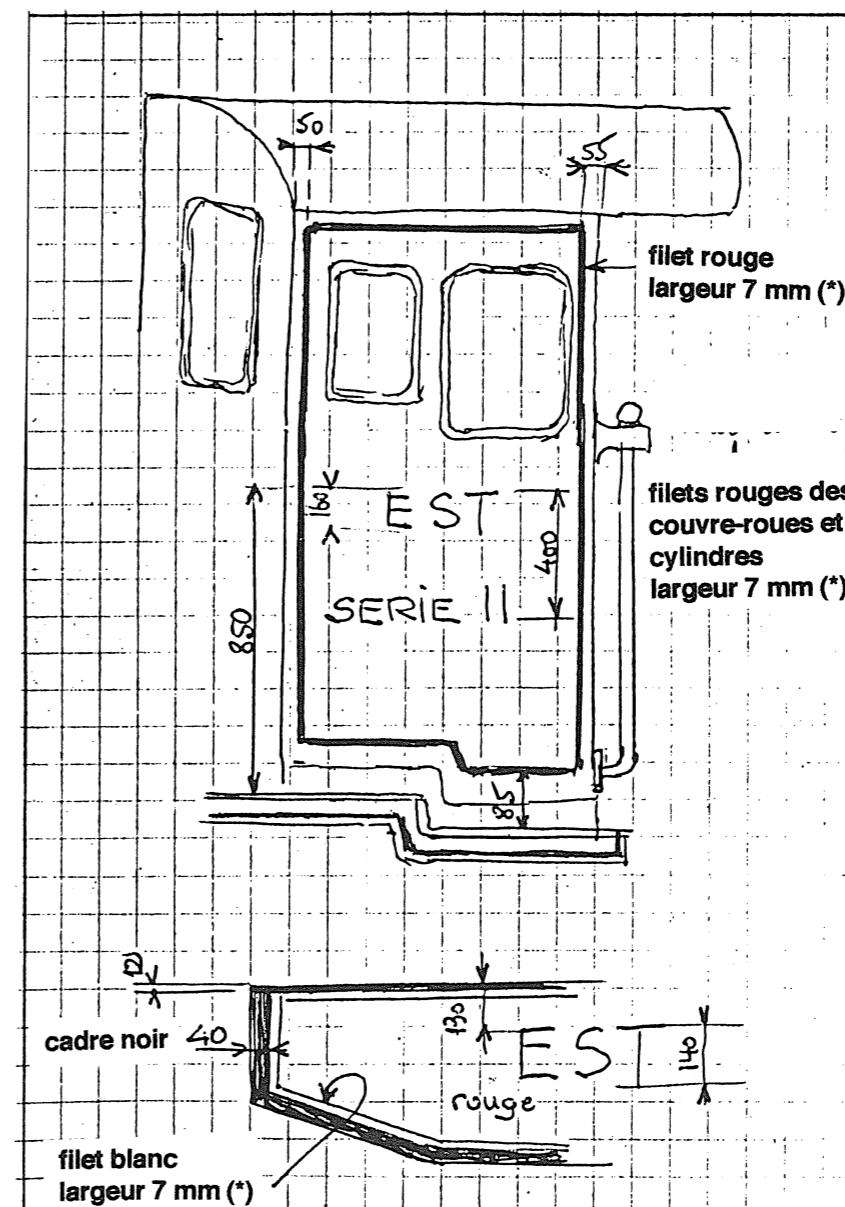 50
55
filet rouge
largeur 7 mm (*)
160
EST
400
filets rouges des
couvre-roues et
cylindres
largeur 7 mm (*)
SERIE 11
850
85
130
cadre noir
40
EST
140
rouge
filet blanc
largeur 7 mm (*)